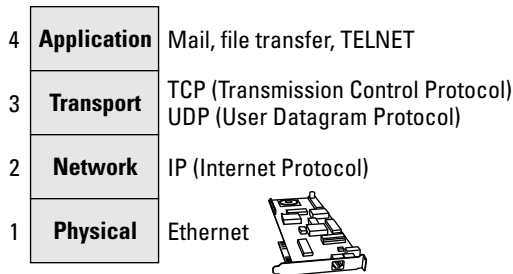 4 Application Mail, file transfer, TELNET
3 Transport TCP (Transmission Control Protocol)
UDP (User Datagram Protocol)
2 Network IP (Internet Protocol)
1 Physical Ethernet